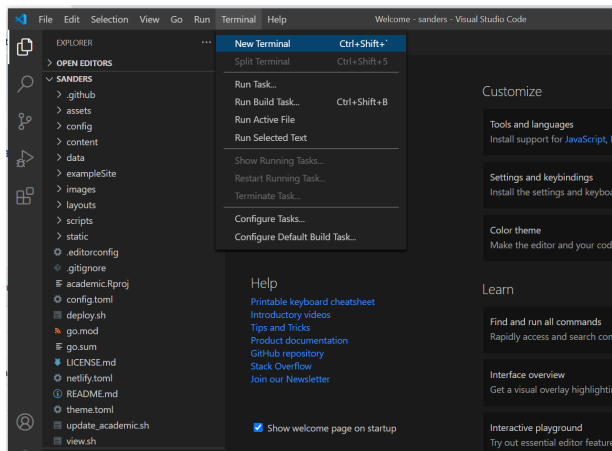 File Edit Selection View Go Run Terminal Help Welcome - sanders - Visual Studio Code
EXPLORER ...
OPEN EDITORS
SANDERS
.github
assets
config
content
data
exampleSite
images
layouts
scripts
static
.editorconfig
.gitignore
academic.Rproj
config.toml
deploy.sh
go.mod
go.sum
LICENSE.md
netlify.toml
README.md
theme.toml
update_academic.sh
view.sh
New Terminal Ctrl+Shift+`
Split Terminal Ctrl+Shift+5
Run Task...
Run Build Task... Ctrl+Shift+B
Run Active File
Run Selected Text
Show Running Tasks...
Restart Running Task...
Terminate Task...
Configure Tasks...
Configure Default Build Task...
Help
Printable keyboard cheatsheet
Introductory videos
Tips and Tricks
Product documentation
GitHub repository
Stack Overflow
Join our Newsletter
Show welcome page on startup
Customize
Tools and languages
Install support for JavaScript,
Settings and keybindings
Install the settings and
Color theme
Make the editor and your
Learn
Find and run all commands
Rapidly access and search
Interface overview
Get a visual overlay
Interactive playground
Try out essential editor